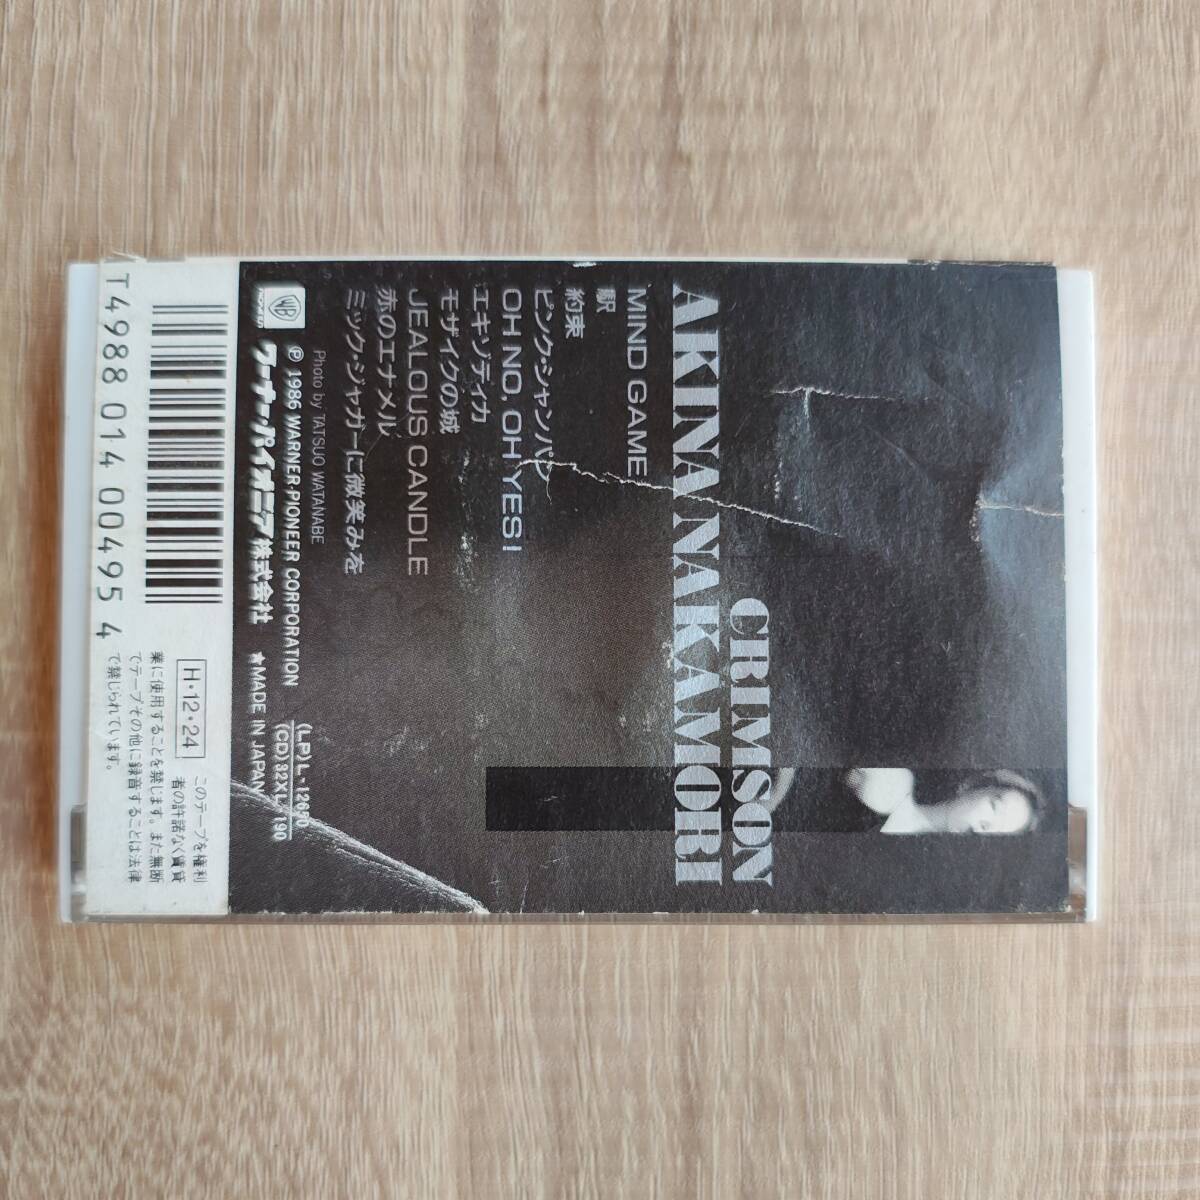 AKINA NAKAMORI
CRIMSON
MIND GAME
駅
約束
ピンク・シャンパン
OH NO, OH YES!
エキゾティカ
モザイクの城
JEALOUS CANDLE
赤のエナメル
ミック・ジャガーに微笑みを
Photo by TATSUO WATANABE
Ⓟ 1986 WARNER-PIONEER CORPORATION
ワーナー・パイオニア株式会社
★MADE IN JAPAN
(LP)L-12650
(CD)32XL-190
T4988 014 00495 4
H・12・24
このテープを権利
者の許諾なく賃貸
業に使用することを禁じます。また無断
でテープその他に録音することは法律
で禁じられています。